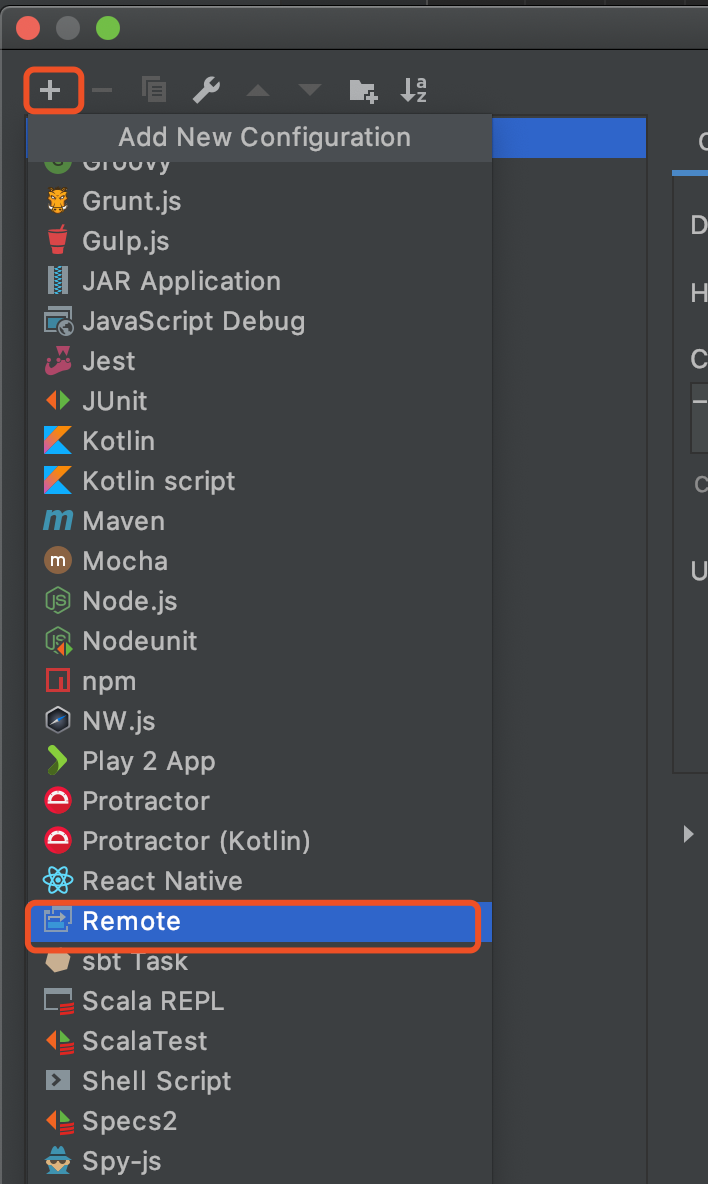 Add New Configuration
Groovy
Grunt.js
Gulp.js
JAR Application
JavaScript Debug
Jest
JUnit
Kotlin
Kotlin script
Maven
Mocha
Node.js
Nodeunit
npm
NW.js
Play 2 App
Protractor
Protractor (Kotlin)
React Native
Remote
sbt Task
Scala REPL
ScalaTest
Shell Script
Specs2
Spy-js